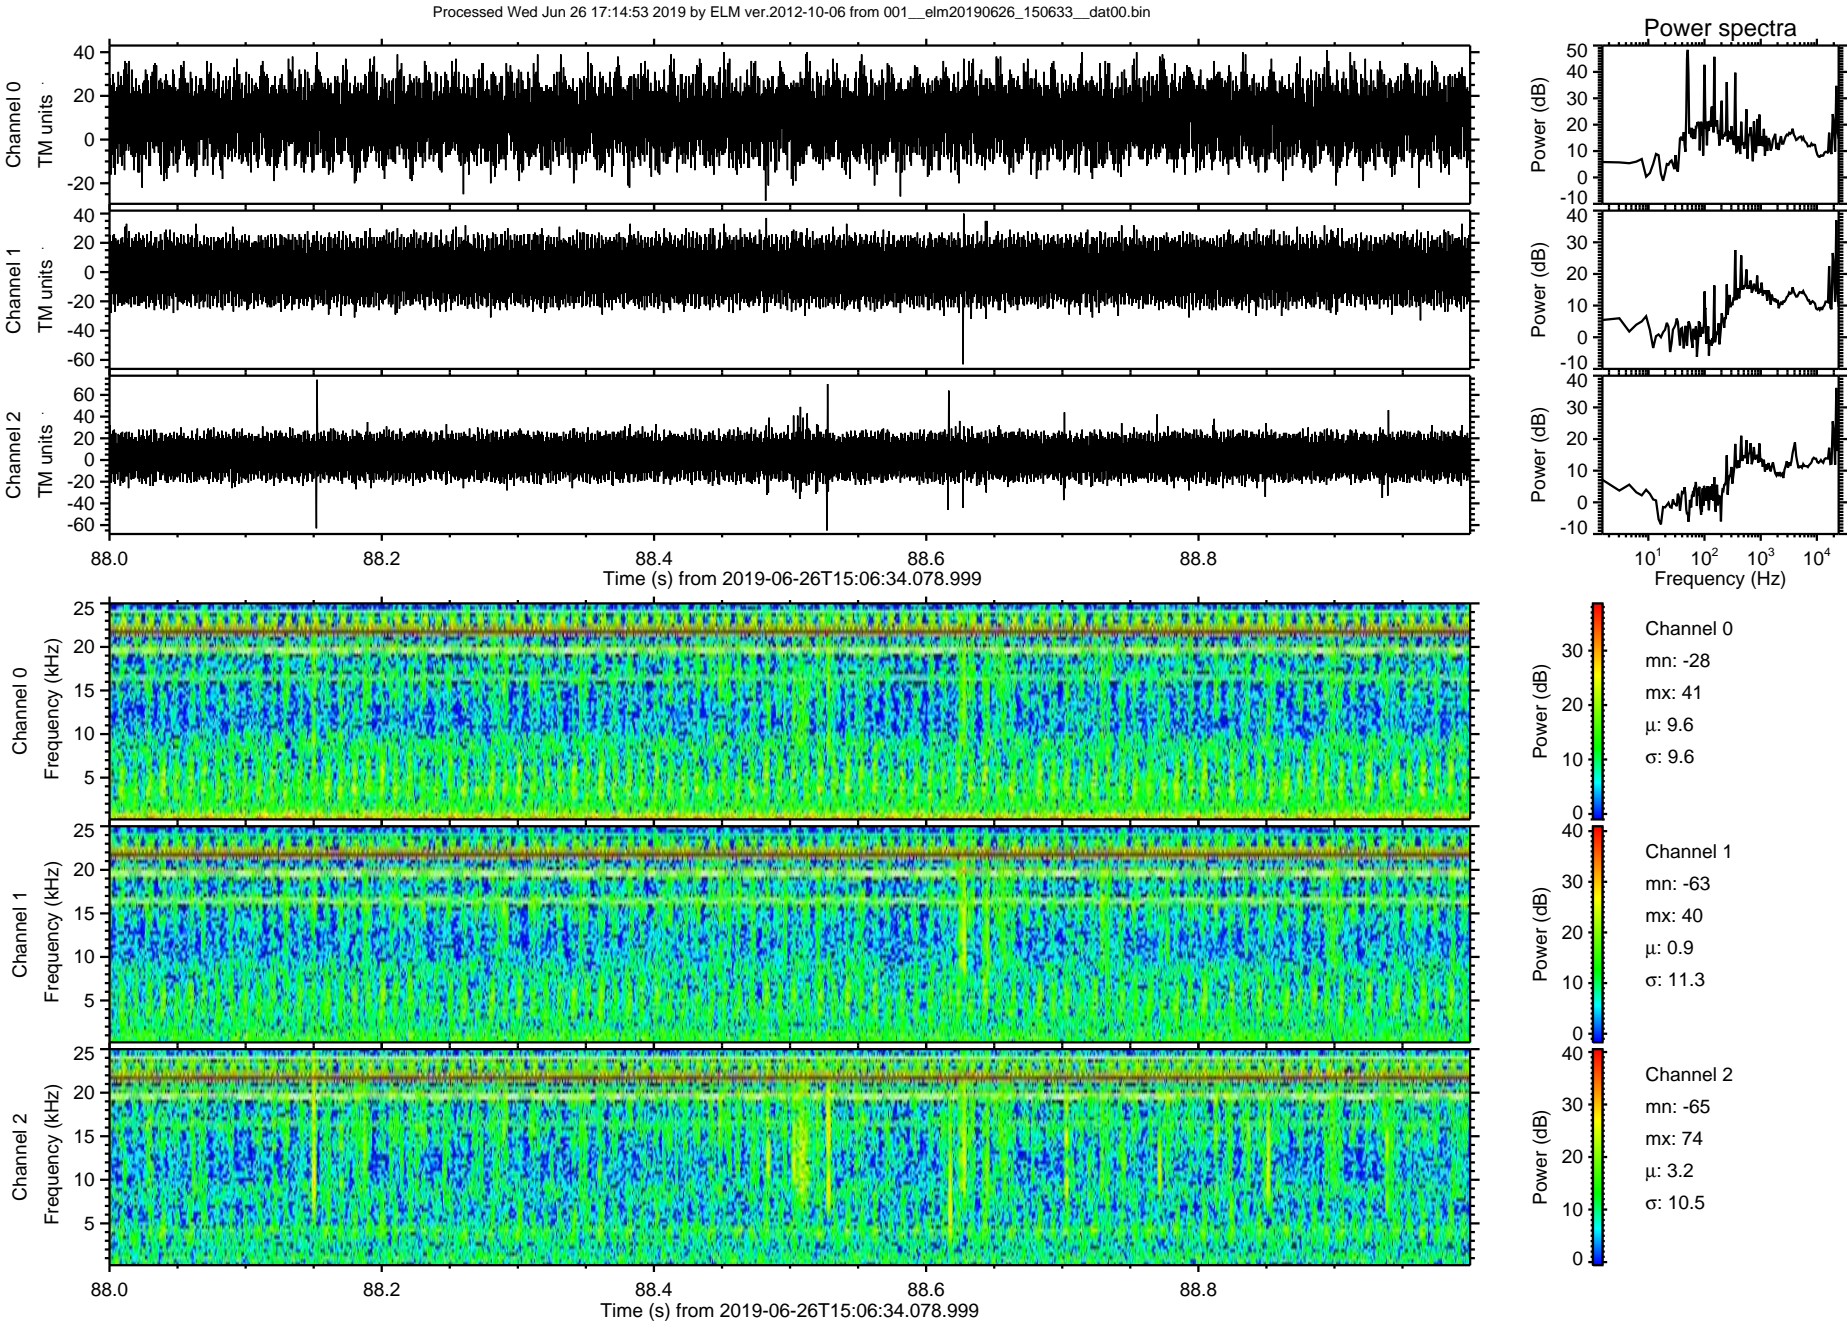 Processed Wed Jun 26 17:14:53 2019 by ELM ver.2012-10-06 from 001__elm20190626_150633__dat00.bin
Power spectra
Channel 0
TM units
40
20
0
-20
Power (dB)
50
40
30
20
10
0
-10
Channel 1
TM units
40
20
0
-20
-40
-60
Power (dB)
40
30
20
10
0
-10
Channel 2
TM units
60
40
20
0
-20
-40
-60
Power (dB)
40
30
20
10
0
-10
88.0 88.2 88.4 88.6 88.8
Time (s) from 2019-06-26T15:06:34.078.999
10¹ 10² 10³ 10⁴
Frequency (Hz)
Channel 0
Frequency (kHz)
25
20
15
10
5
Power (dB)
30
20
10
0
Channel 0
mn: -28
mx: 41
μ: 9.6
σ: 9.6
Channel 1
Frequency (kHz)
25
20
15
10
5
Power (dB)
40
30
20
10
0
Channel 1
mn: -63
mx: 40
μ: 0.9
σ: 11.3
Channel 2
Frequency (kHz)
25
20
15
10
5
Power (dB)
40
30
20
10
0
Channel 2
mn: -65
mx: 74
μ: 3.2
σ: 10.5
88.0 88.2 88.4 88.6 88.8
Time (s) from 2019-06-26T15:06:34.078.999